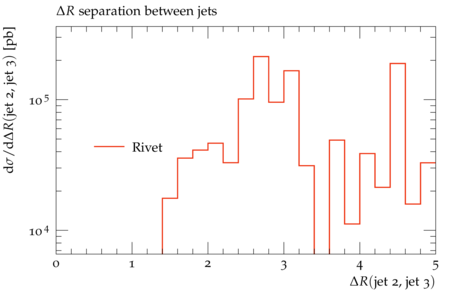 ΔR separation between jets
dσ/dΔR(jet 2, jet 3) [pb]
10⁵
10⁴
Rivet
0 1 2 3 4 5
ΔR(jet 2, jet 3)